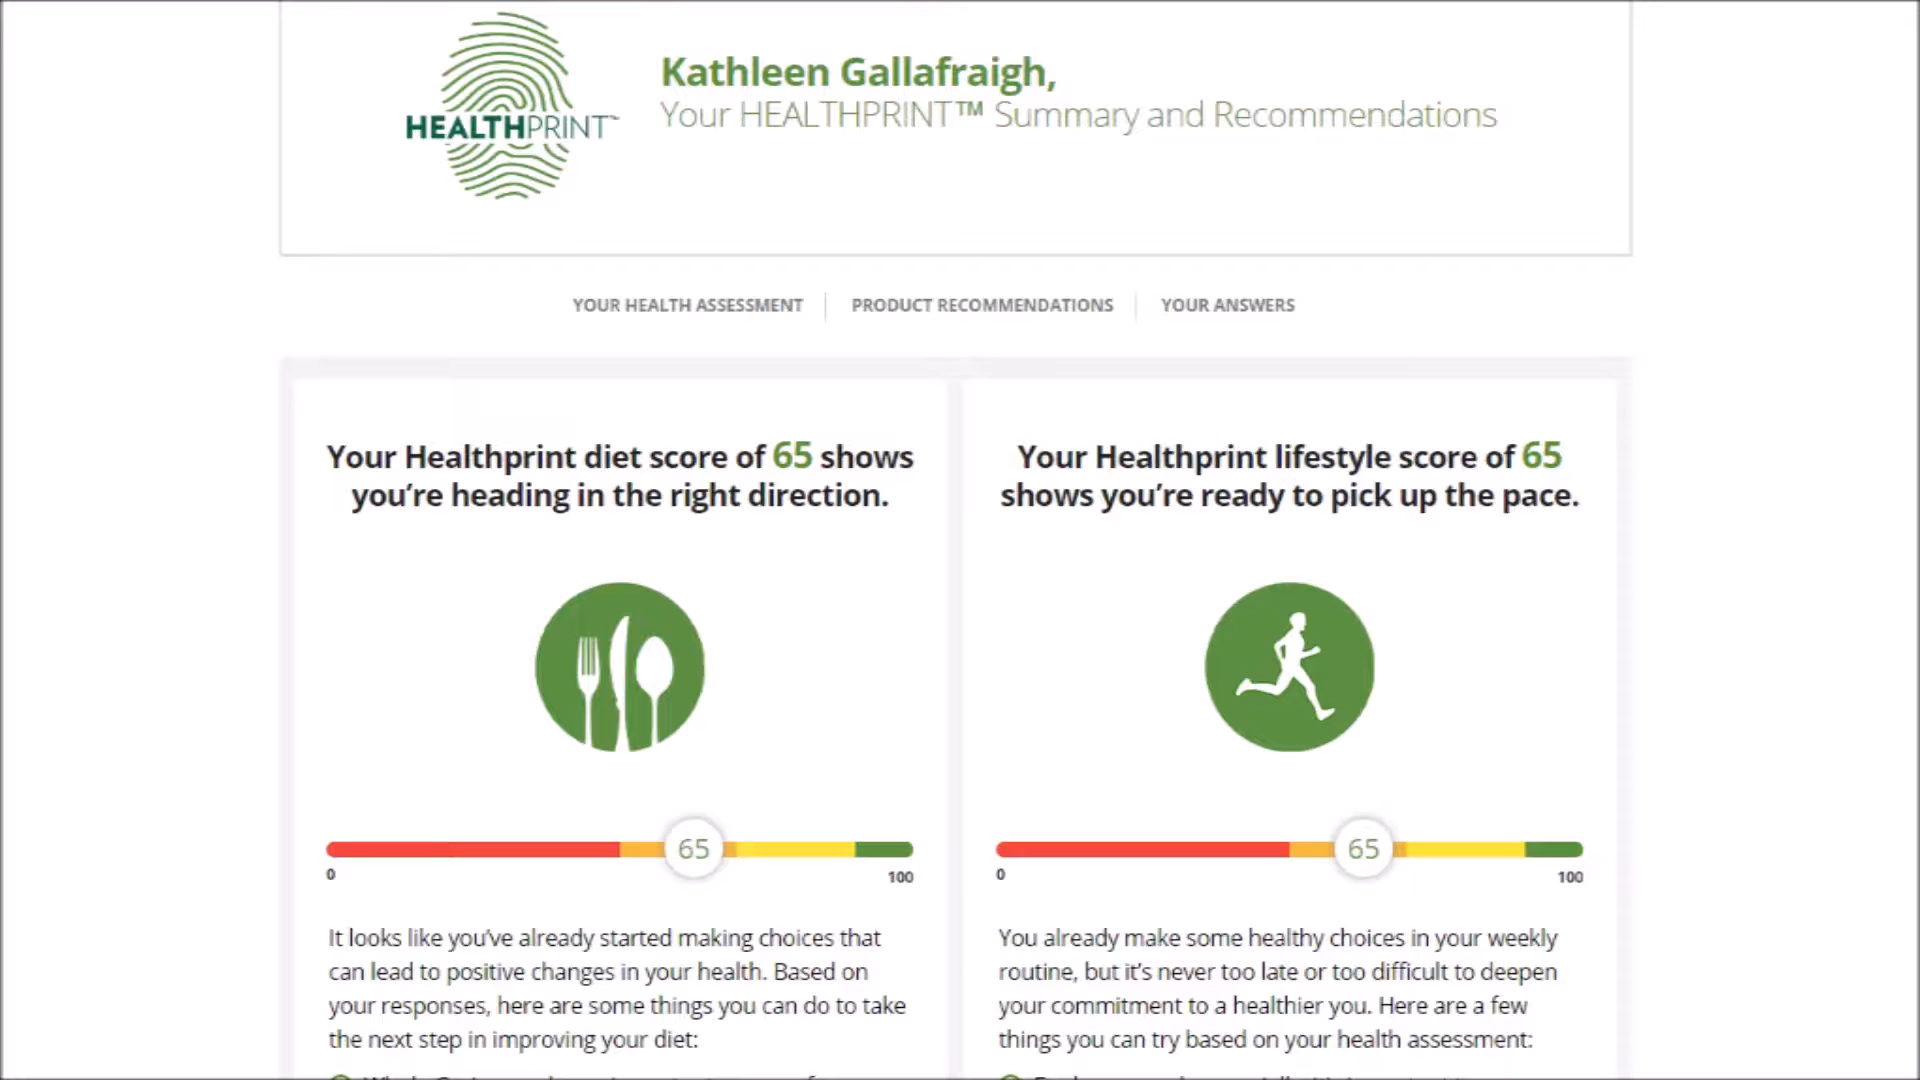 HEALTHPRINT™
Kathleen Gallafraigh,
Your HEALTHPRINT™ Summary and Recommendations
YOUR HEALTH ASSESSMENT
PRODUCT RECOMMENDATIONS
YOUR ANSWERS
Your Healthprint diet score of 65 shows
you're heading in the right direction.
65
0
100
It looks like you've already started making choices that
can lead to positive changes in your health. Based on
your responses, here are some things you can do to take
the next step in improving your diet:
Your Healthprint lifestyle score of 65
shows you're ready to pick up the pace.
65
0
100
You already make some healthy choices in your weekly
routine, but it's never too late or too difficult to deepen
your commitment to a healthier you. Here are a few
things you can try based on your health assessment: